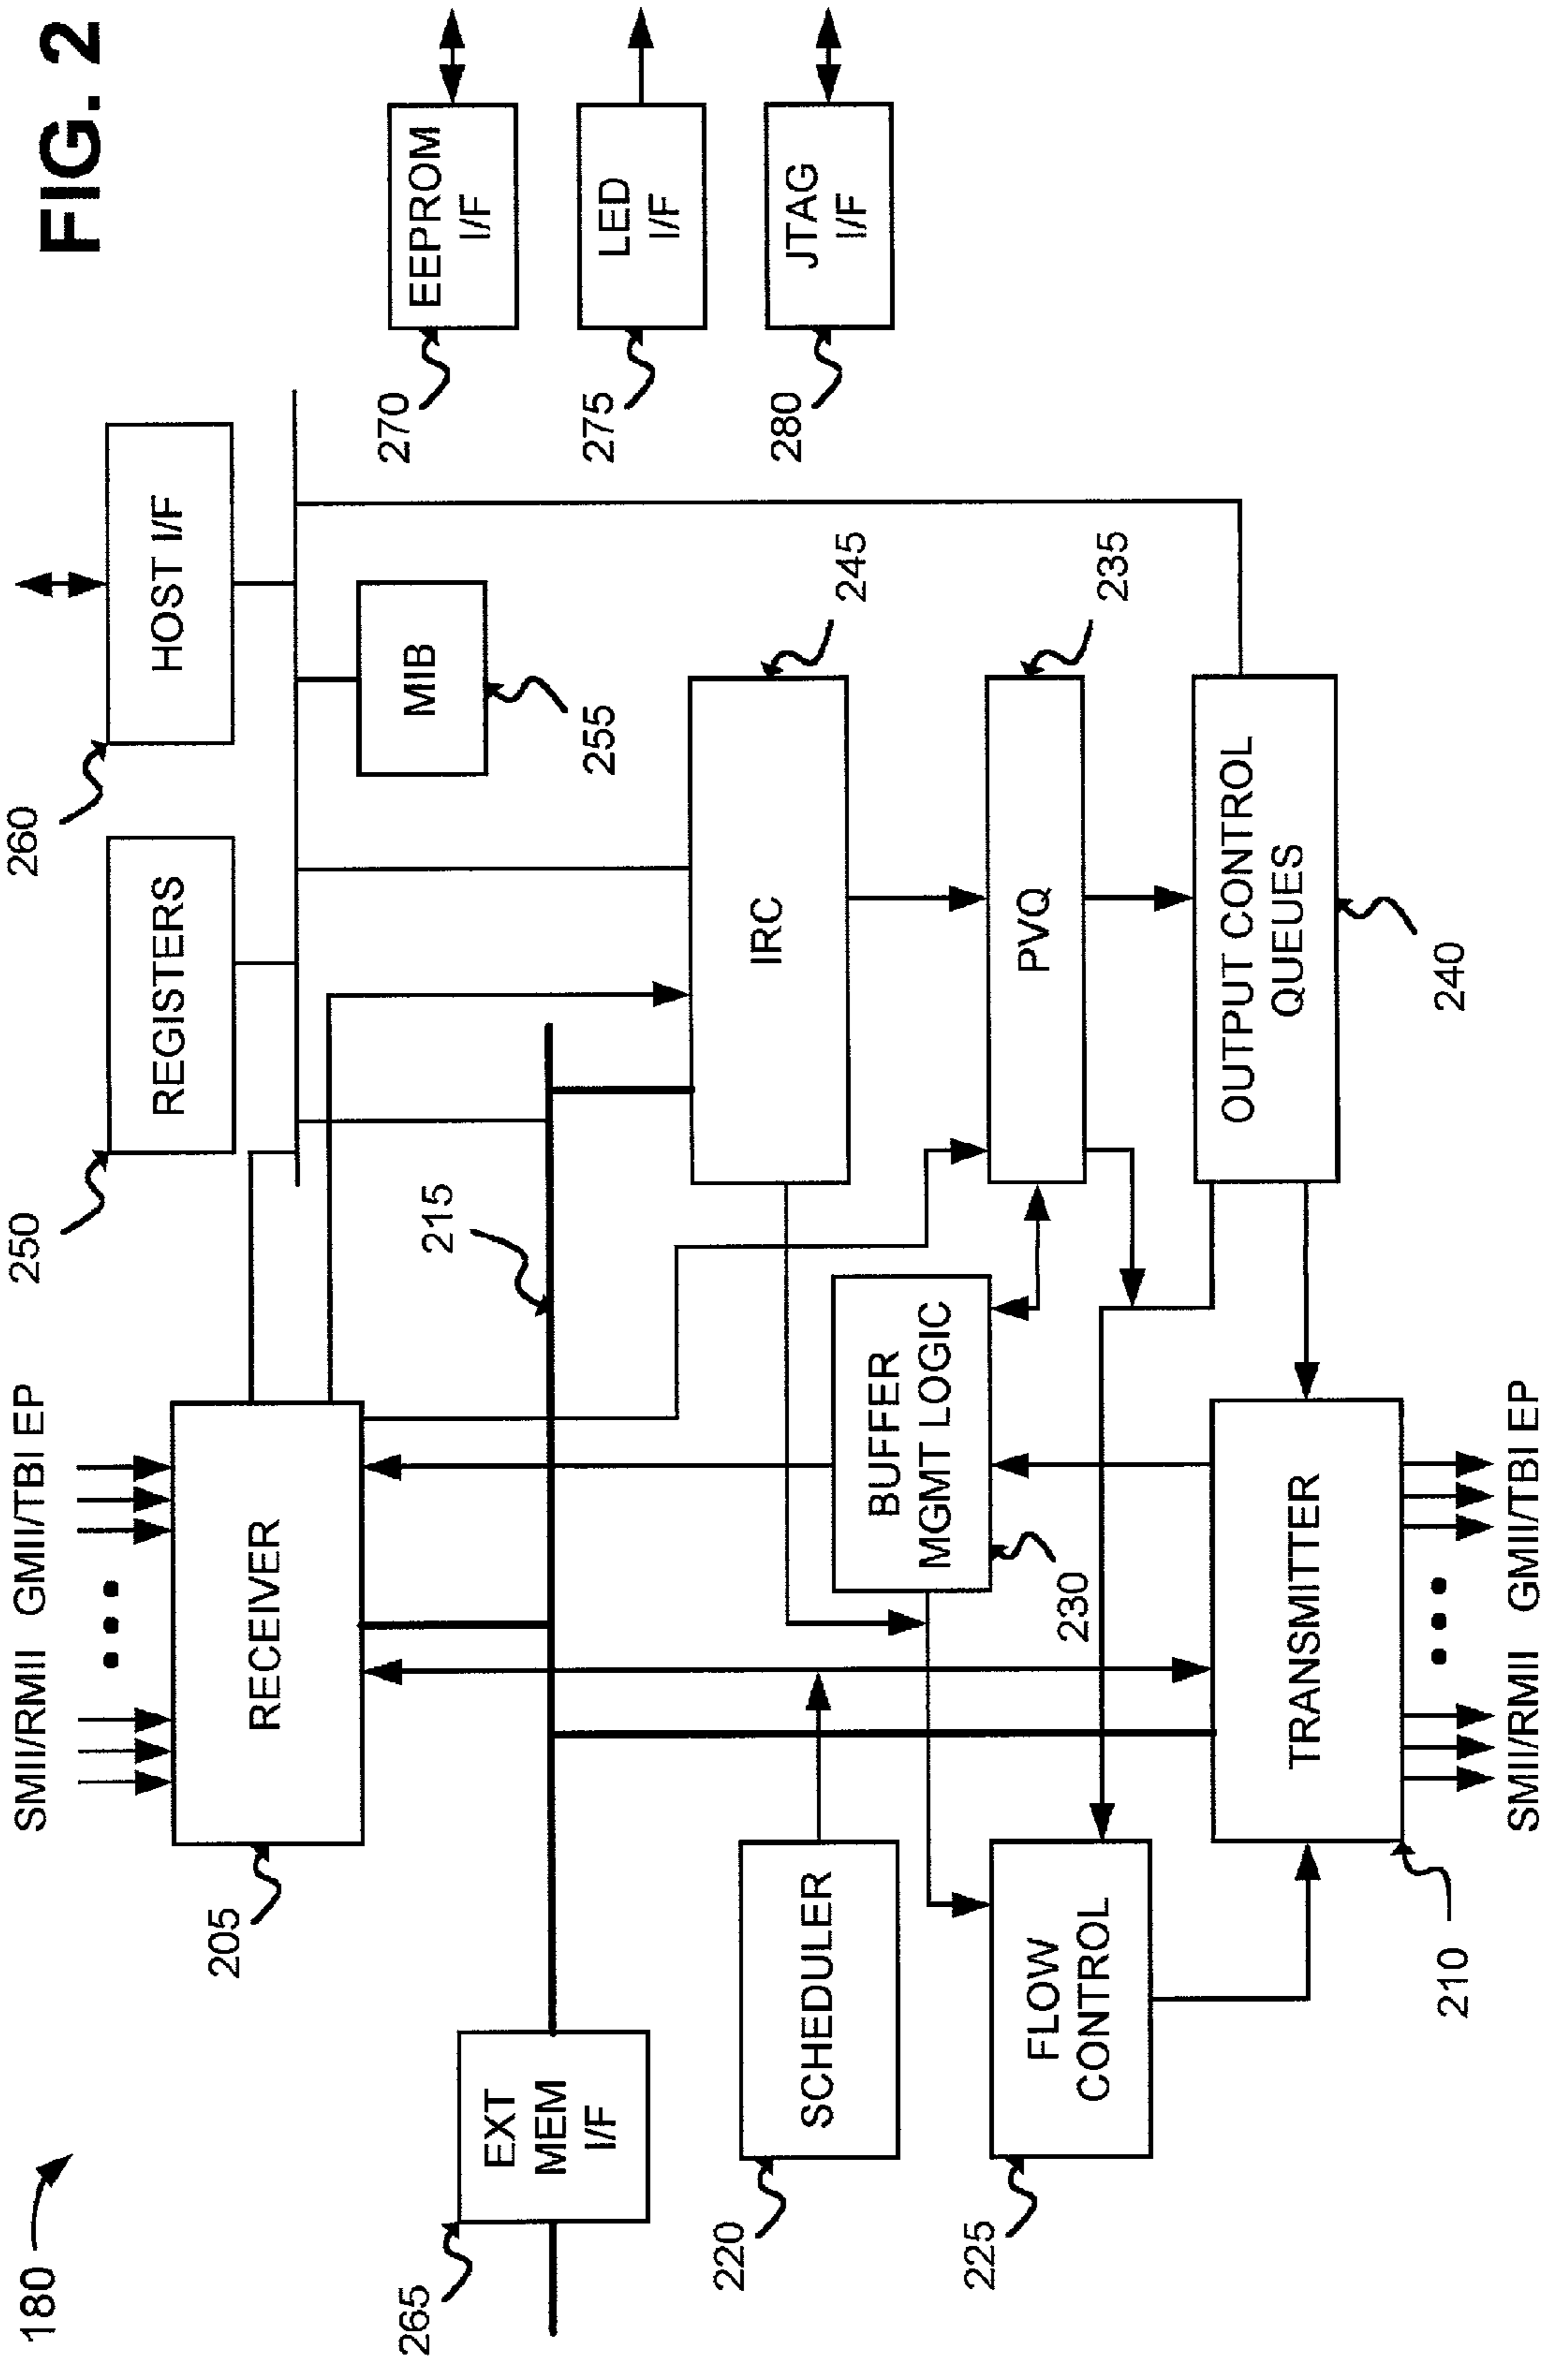 FIG. 2
180
SMII/RMII
GMII/TBI EP
250
260
REGISTERS
HOST I/F
205
RECEIVER
MIB
255
EEPROM
I/F
270
265
EXT
MEM
I/F
215
LED
I/F
275
220
SCHEDULER
IRC
245
JTAG
I/F
280
BUFFER
MGMT LOGIC
230
225
FLOW
CONTROL
PVQ
235
OUTPUT CONTROL
QUEUES
240
TRANSMITTER
210
SMII/RMII
GMII/TBI EP